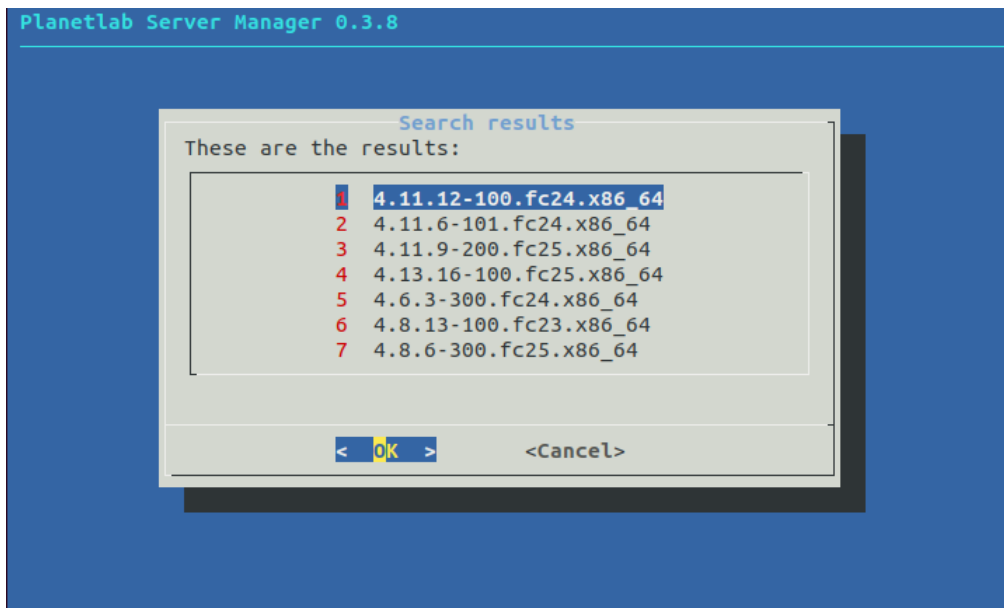 Planetlab Server Manager 0.3.8
Search results
These are the results:
1 4.11.12-100.fc24.x86_64
2 4.11.6-101.fc24.x86_64
3 4.11.9-200.fc25.x86_64
4 4.13.16-100.fc25.x86_64
5 4.6.3-300.fc24.x86_64
6 4.8.13-100.fc23.x86_64
7 4.8.6-300.fc25.x86_64
< OK > <Cancel>